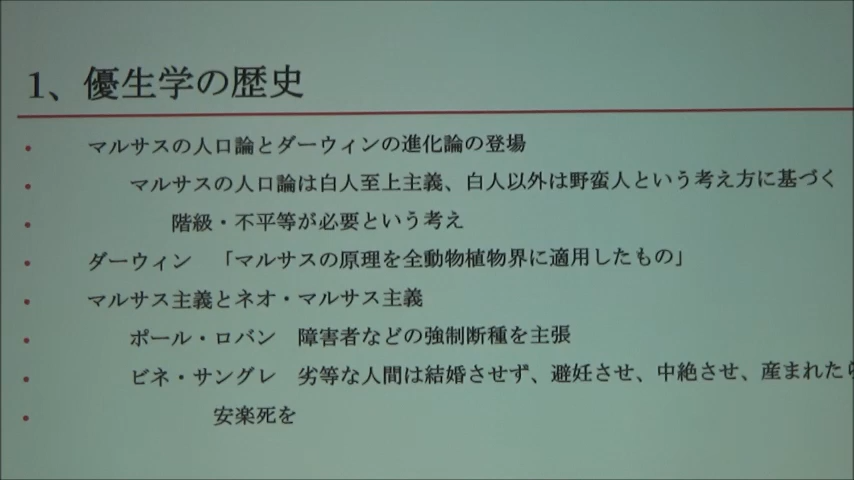 1、優生学の歴史
マルサスの人口論とダーウィンの進化論の登場
マルサスの人口論は白人至上主義、白人以外は野蛮人という考え方に基づく
階級・不平等が必要という考え
ダーウィン　「マルサスの原理を全動物植物界に適用したもの」
マルサス主義とネオ・マルサス主義
ポール・ロバン　障害者などの強制断種を主張
ビネ・サングレ　劣等な人間は結婚させず、避妊させ、中絶させ、産まれたら
安楽死を